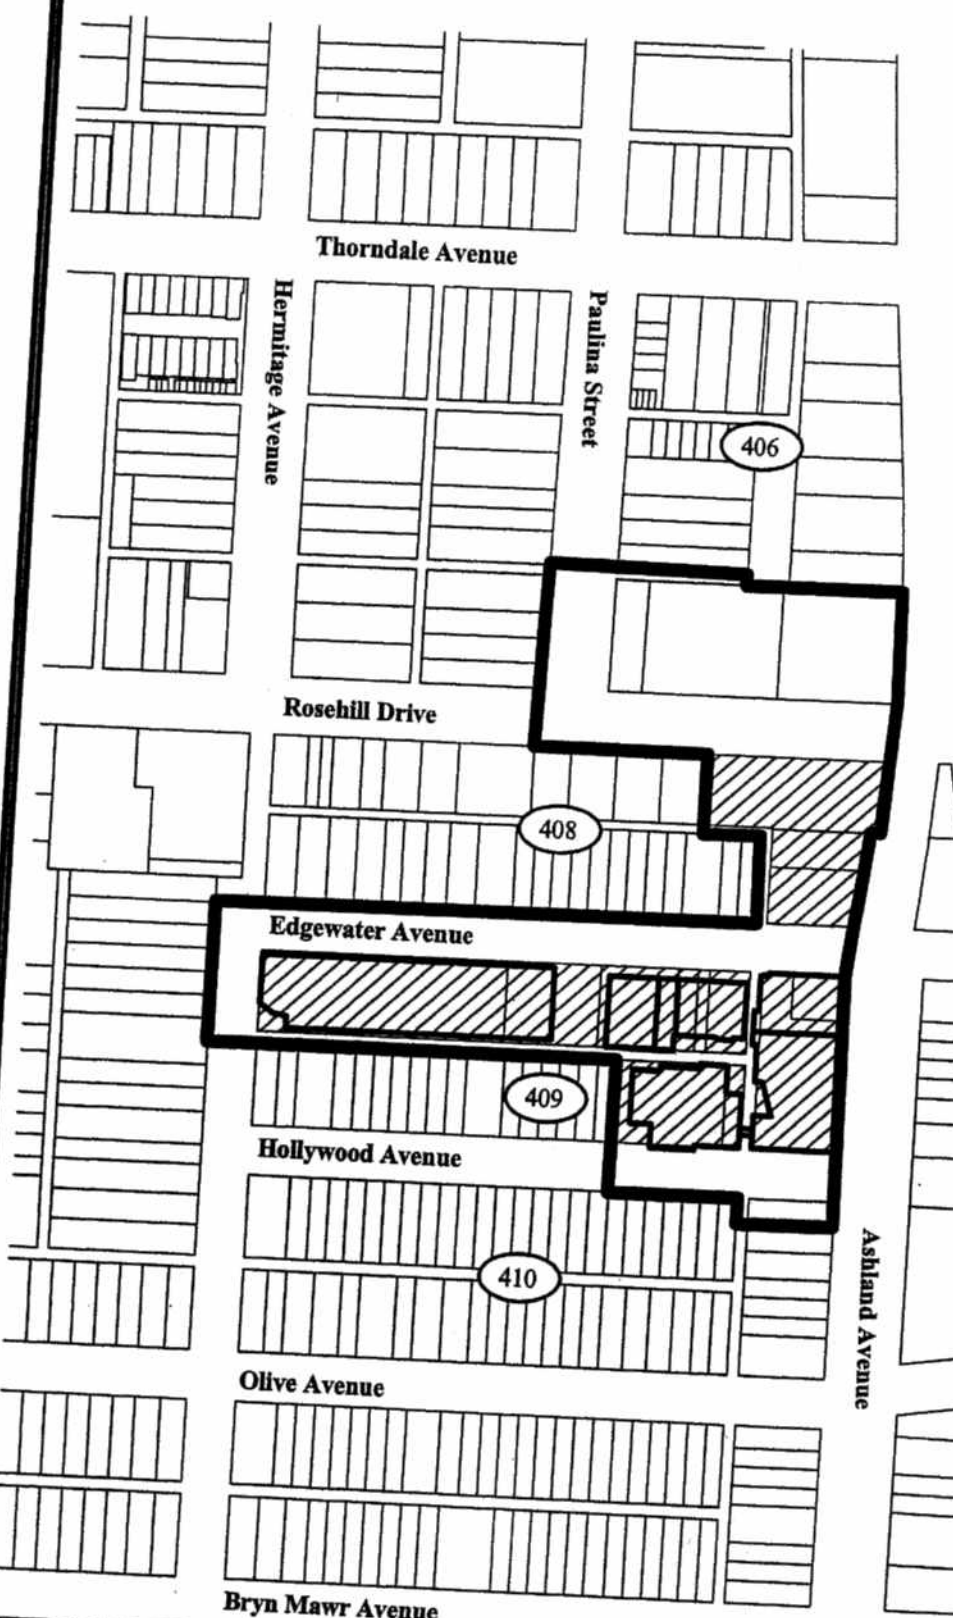 Thorndale Avenue
Hermitage Avenue
Paulina Street
406
Rosehill Drive
408
Edgewater Avenue
409
Hollywood Avenue
410
Ashland Avenue
Olive Avenue
Bryn Mawr Avenue